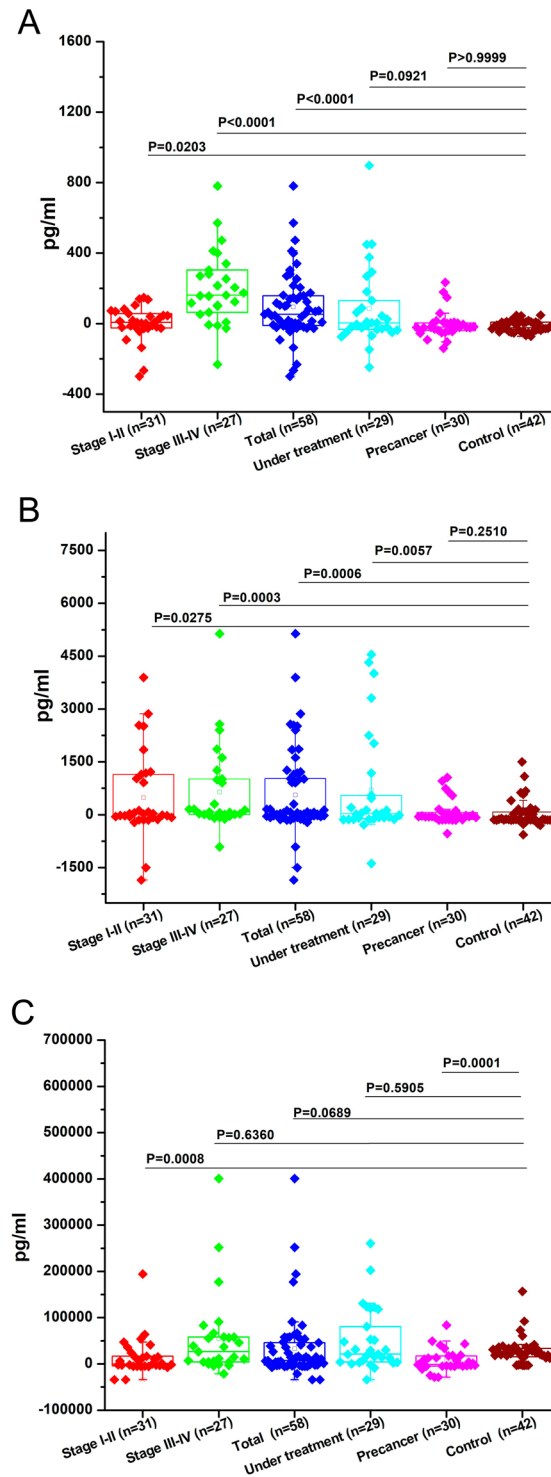 A
1600
1200
800
400
0
-400
pg/ml
P>0.9999
P=0.0921
P<0.0001
P<0.0001
P=0.0203
Stage I-II (n=31)
Stage III-IV (n=27)
Total (n=58)
Under treatment (n=29)
Precancer (n=30)
Control (n=42)
B
7500
6000
4500
3000
1500
0
-1500
pg/ml
P=0.2510
P=0.0057
P=0.0006
P=0.0003
P=0.0275
Stage I-II (n=31)
Stage III-IV (n=27)
Total (n=58)
Under treatment (n=29)
Precancer (n=30)
Control (n=42)
C
700000
600000
500000
400000
300000
200000
100000
0
-100000
pg/ml
P=0.0001
P=0.5905
P=0.0689
P=0.6360
P=0.0008
Stage I-II (n=31)
Stage III-IV (n=27)
Total (n=58)
Under treatment (n=29)
Precancer (n=30)
Control (n=42)